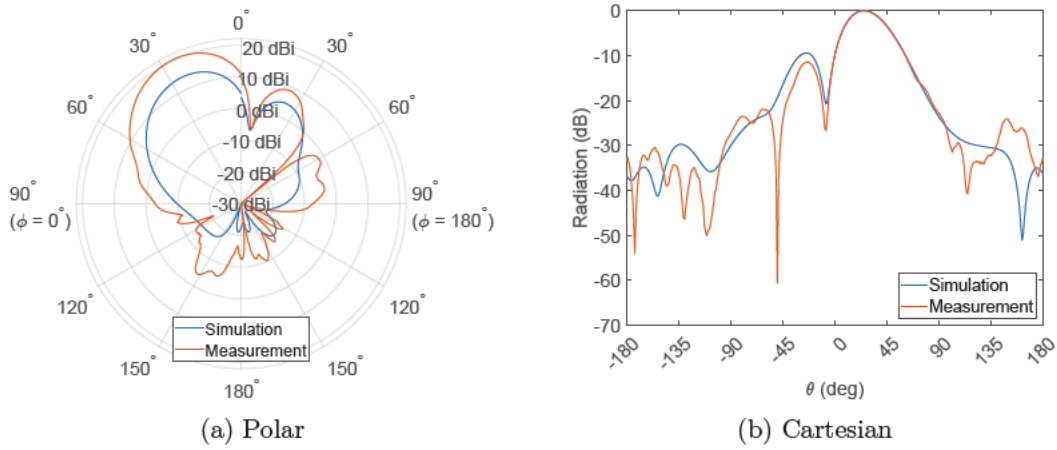 0°
30°
30°
60°
60°
90°
(ϕ = 0°)
90°
(ϕ = 180°)
120°
120°
150°
150°
180°
20 dBi
10 dBi
0 dBi
-10 dBi
-20 dBi
-30 dBi
Simulation
Measurement
(a) Polar
Radiation (dB)
0
-10
-20
-30
-40
-50
-60
-70
-180
-135
-90
-45
0
45
90
135
180
θ (deg)
Simulation
Measurement
(b) Cartesian